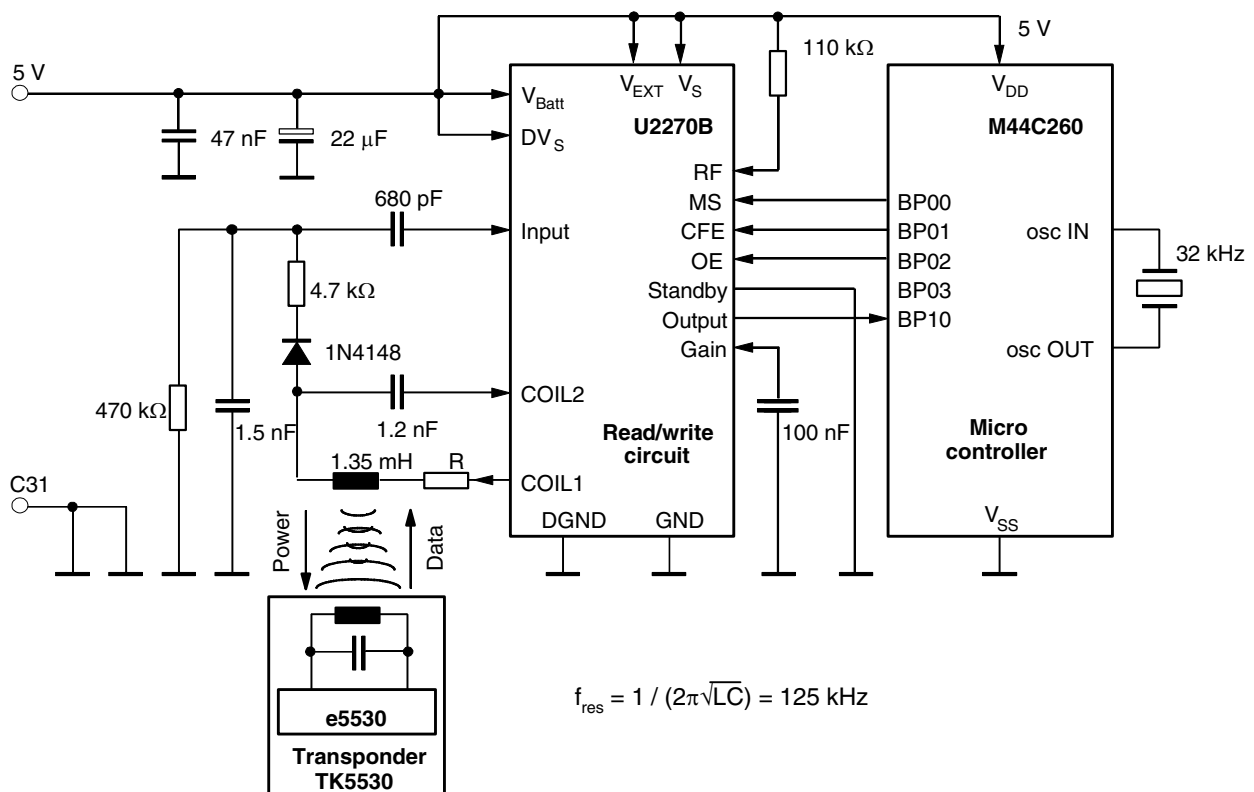 5 V
110 kΩ
5 V
47 nF
22 μF
V_Batt
DV_S
V_EXT
V_S
U2270B
V_DD
M44C260
680 pF
Input
4.7 kΩ
1N4148
470 kΩ
1.5 nF
1.2 nF
COIL2
1.35 mH
R
COIL1
RF
MS
CFE
OE
Standby
Output
Gain
BP00
BP01
BP02
BP03
BP10
osc IN
osc OUT
32 kHz
100 nF
Read/write
circuit
Micro
controller
C31
DGND
GND
V_SS
Power
Data
e5530
Transponder
TK5530
f_res = 1 / (2π√LC) = 125 kHz